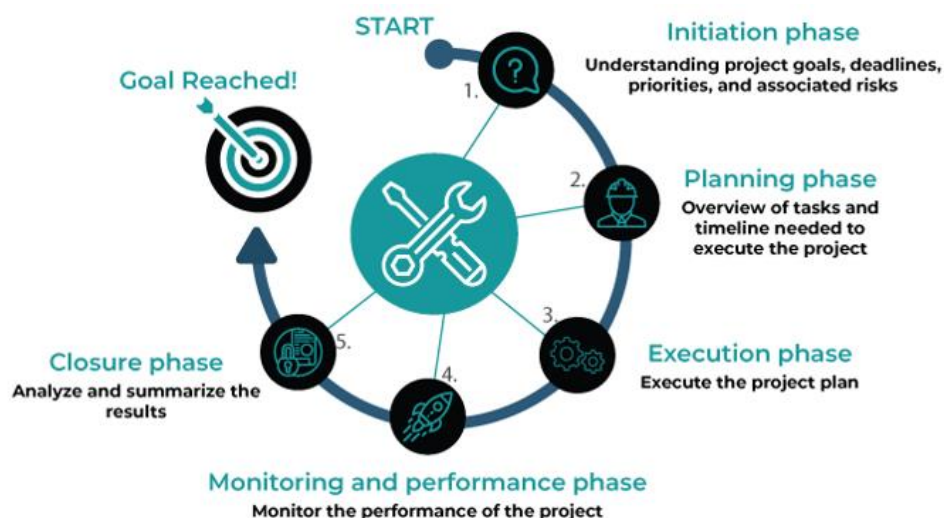 START
1.
Initiation phase
Understanding project goals, deadlines,
priorities, and associated risks
Goal Reached!
2.
Planning phase
Overview of tasks and
timeline needed to
execute the project
3.
Execution phase
Execute the project plan
4.
Monitoring and performance phase
Monitor the performance of the project
5.
Closure phase
Analyze and summarize the
results
?